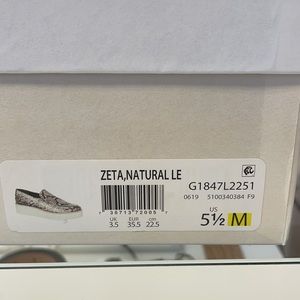 ZETA,NATURAL LE
G1847L2251
0619 5100340384 F9
UK EUR cm
3.5 35.5 22.5
US
5½ M